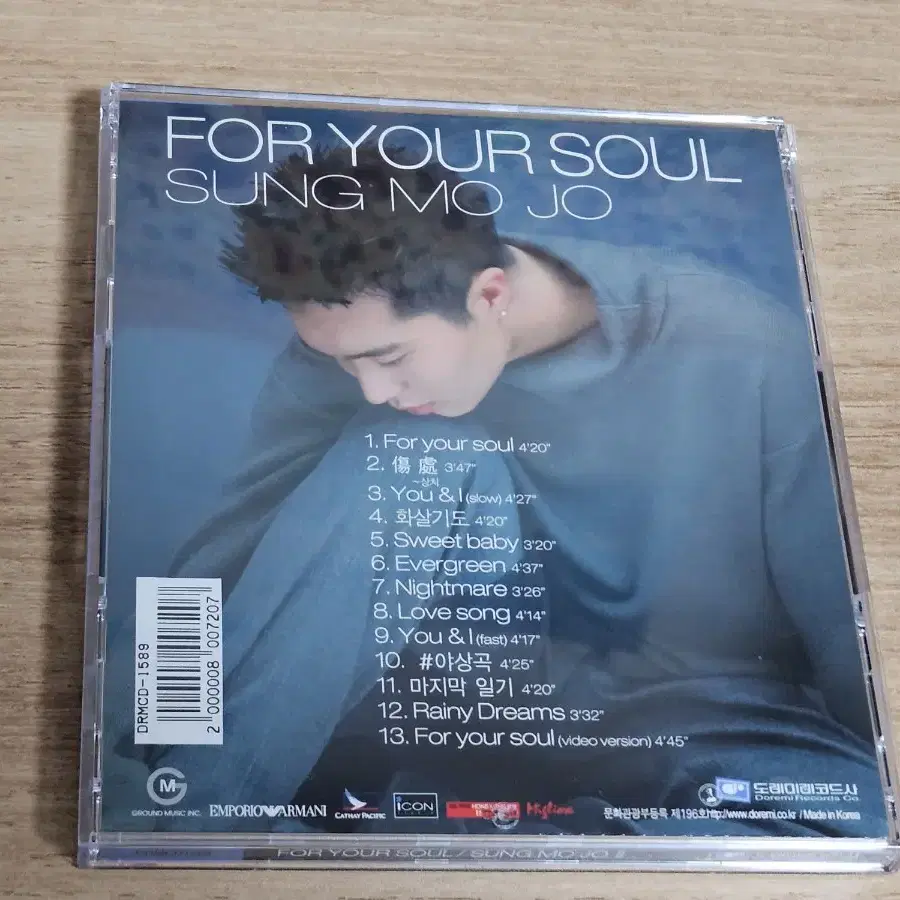 FOR YOUR SOUL
SUNG MO JO
1. For your soul 4'20"
2. 傷處 3'47"
~상처
3. You & I (slow) 4'27"
4. 화살기도 4'20"
5. Sweet baby 3'20"
6. Evergreen 4'37"
7. Nightmare 3'26"
8. Love song 4'14"
9. You & I (fast) 4'17"
10. #야상곡 4'25"
11. 마지막 일기 4'20"
12. Rainy Dreams 3'32"
13. For your soul (video version) 4'45"
DRMCD-1589
2 000008 007207
GM
GROUND MUSIC INC.
EMPORIO ARMANI
CATHAY PACIFIC
iCON
도레미레코드사
Doremi Records Co.
문화관광부등록 제196호 http://www.doremi.co.kr / Made in Korea
FOR YOUR SOUL / SUNG MO JO